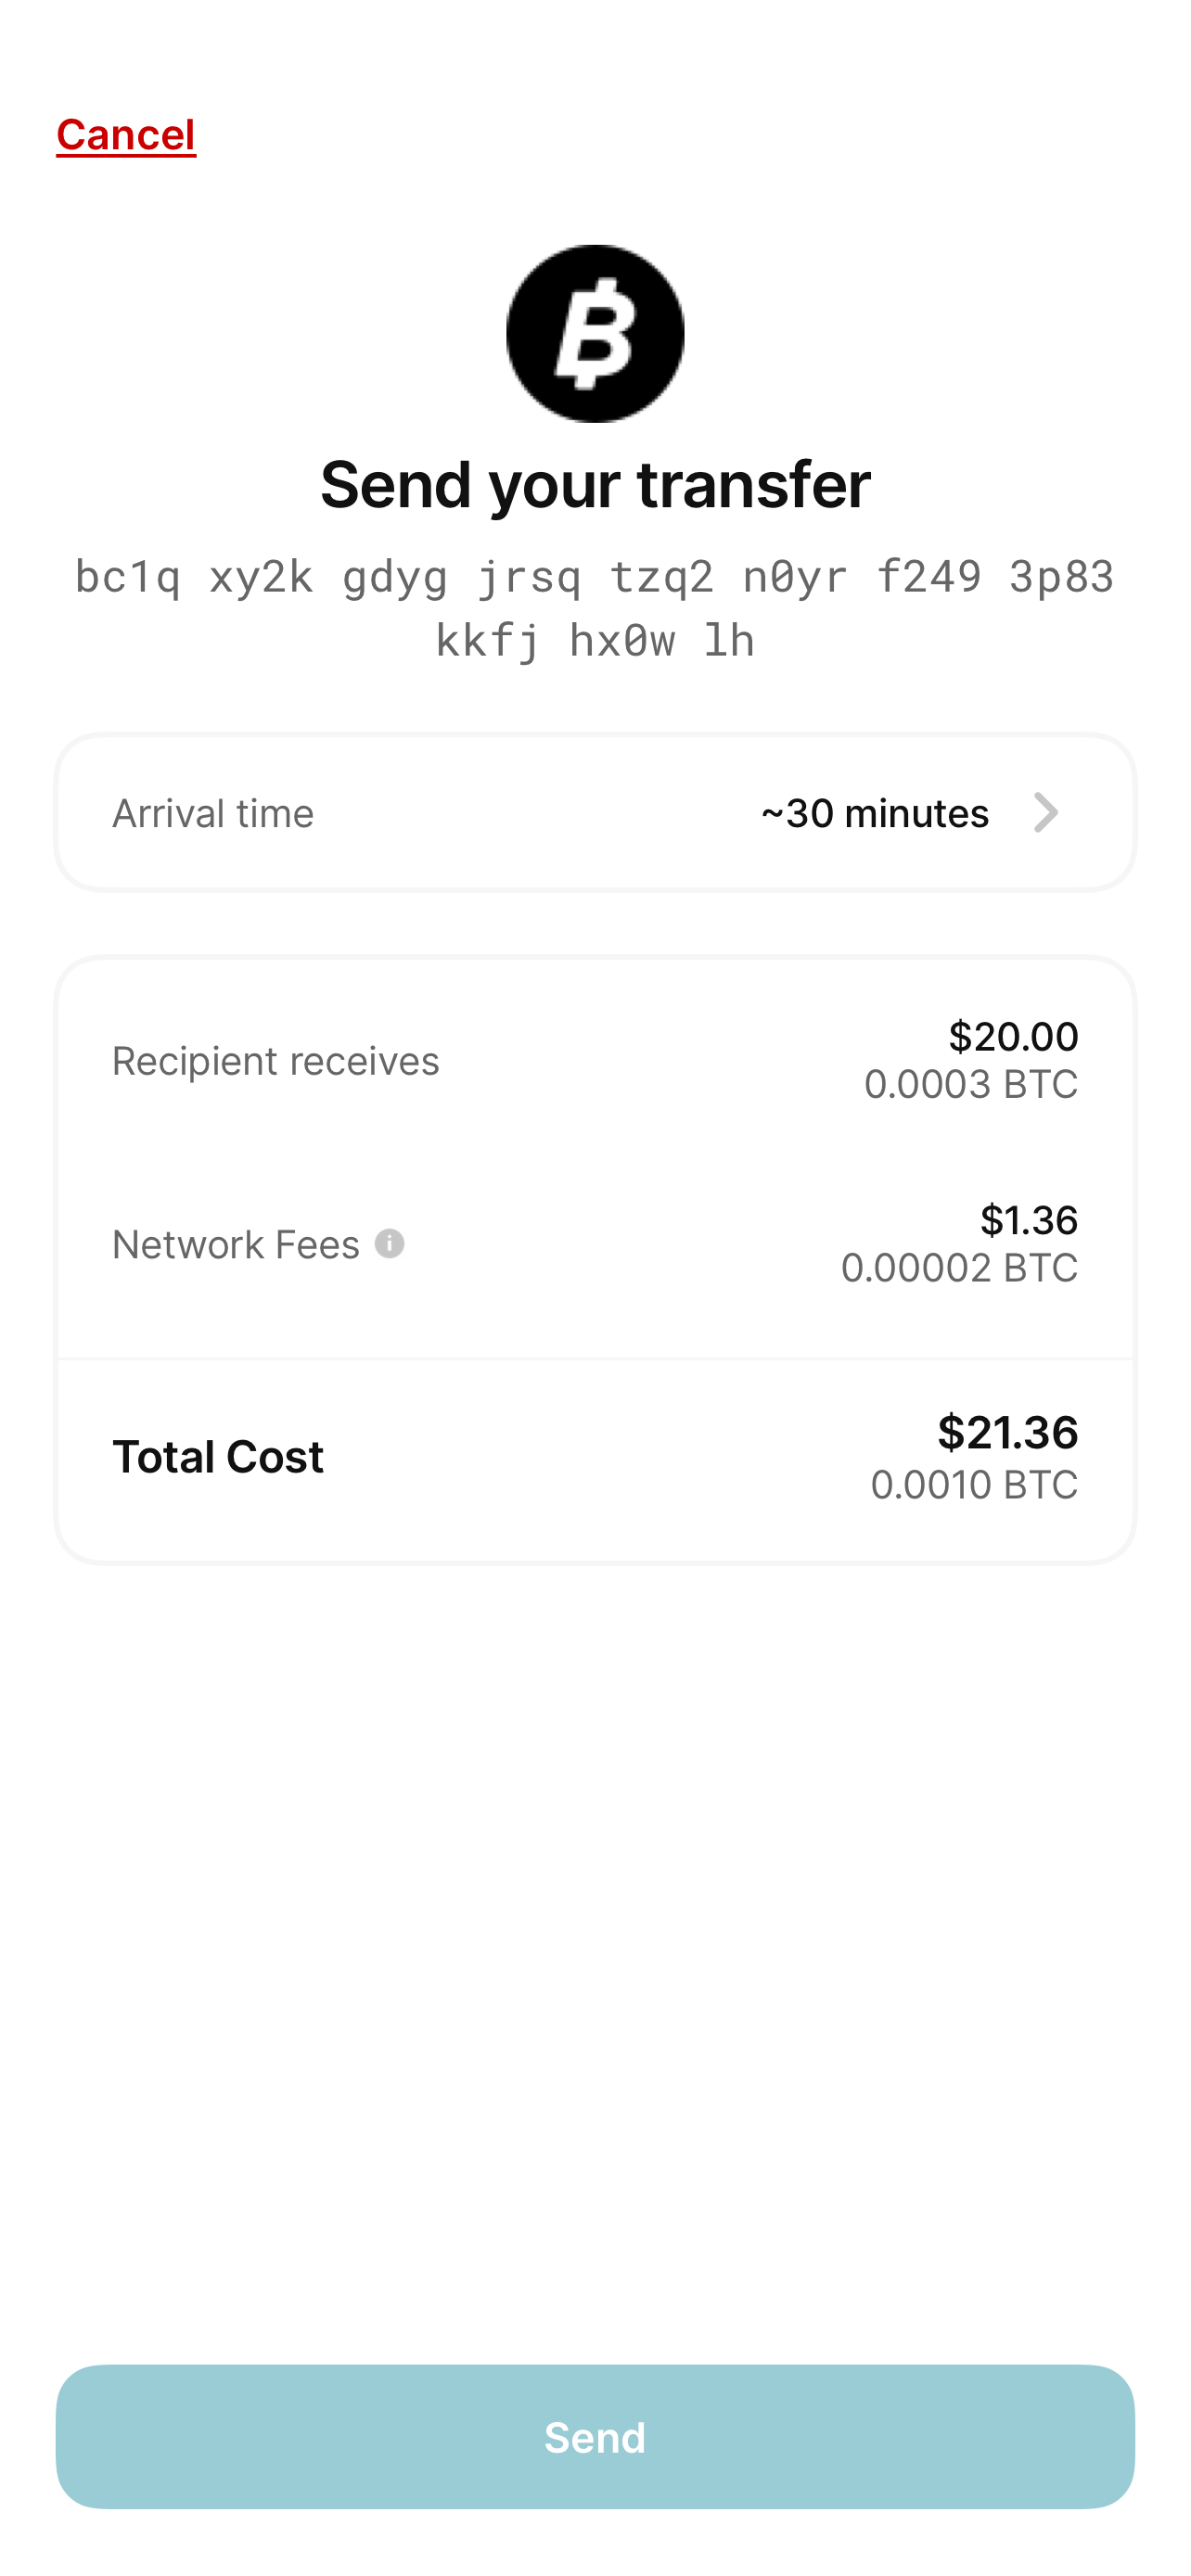 Cancel
Send your transfer
bc1q xy2k gdyg jrsq tzq2 n0yr f249 3p83
kkfj hx0w lh
Arrival time ~30 minutes
Recipient receives $20.00
0.0003 BTC
Network Fees $1.36
0.00002 BTC
Total Cost $21.36
0.0010 BTC
Send